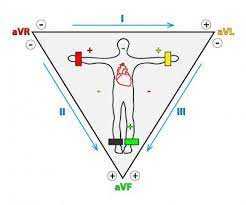 I
aVR
aVL
− +
− −
+ − +
- -
II III
+
+ +
aVF